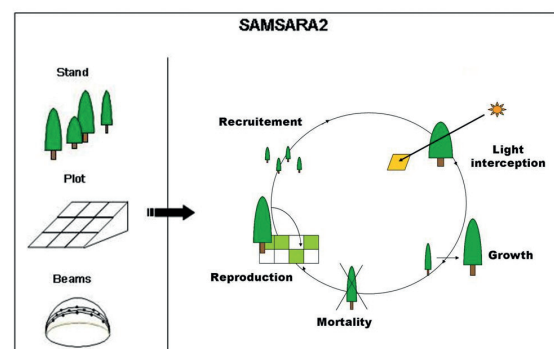 SAMSARA2
Stand
Plot
Beams
Recruitement
Light
interception
Growth
Mortality
Reproduction